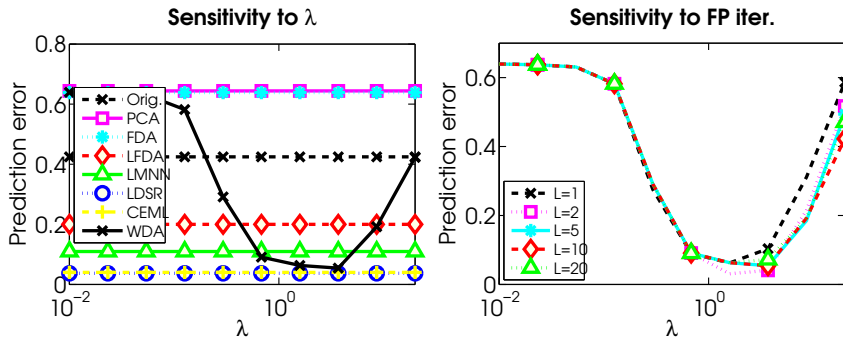 Sensitivity to λ
Prediction error
0.8
0.6
0.4
0.2
0
Orig.
PCA
FDA
LFDA
LMNN
LDSR
CEML
WDA
10^-2
10^0
λ
Sensitivity to FP iter.
Prediction error
0.6
0.4
0.2
0
L=1
L=2
L=5
L=10
L=20
10^-2
10^0
λ